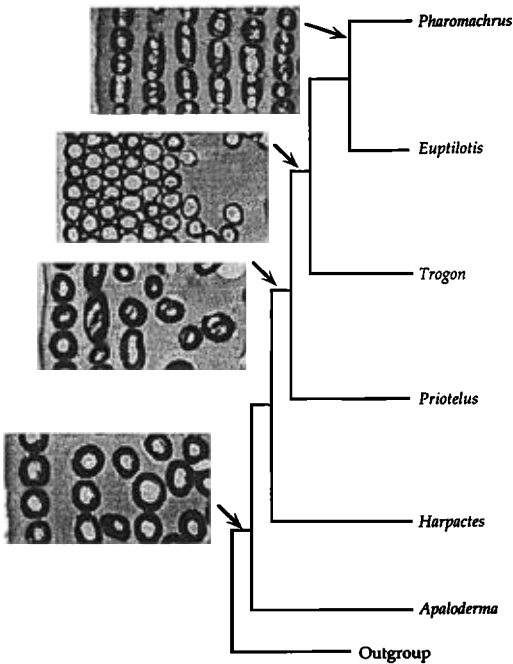 Pharomachrus
Euptilotis
Trogon
Priotelus
Harpactes
Apaloderma
Outgroup